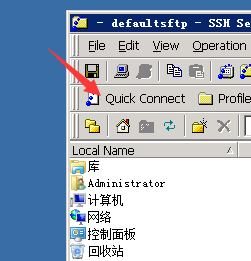 - defaultsftp - SSH Se
File Edit View Operation
Quick Connect Profile
Local Name
库
Administrator
计算机
网络
控制面板
回收站